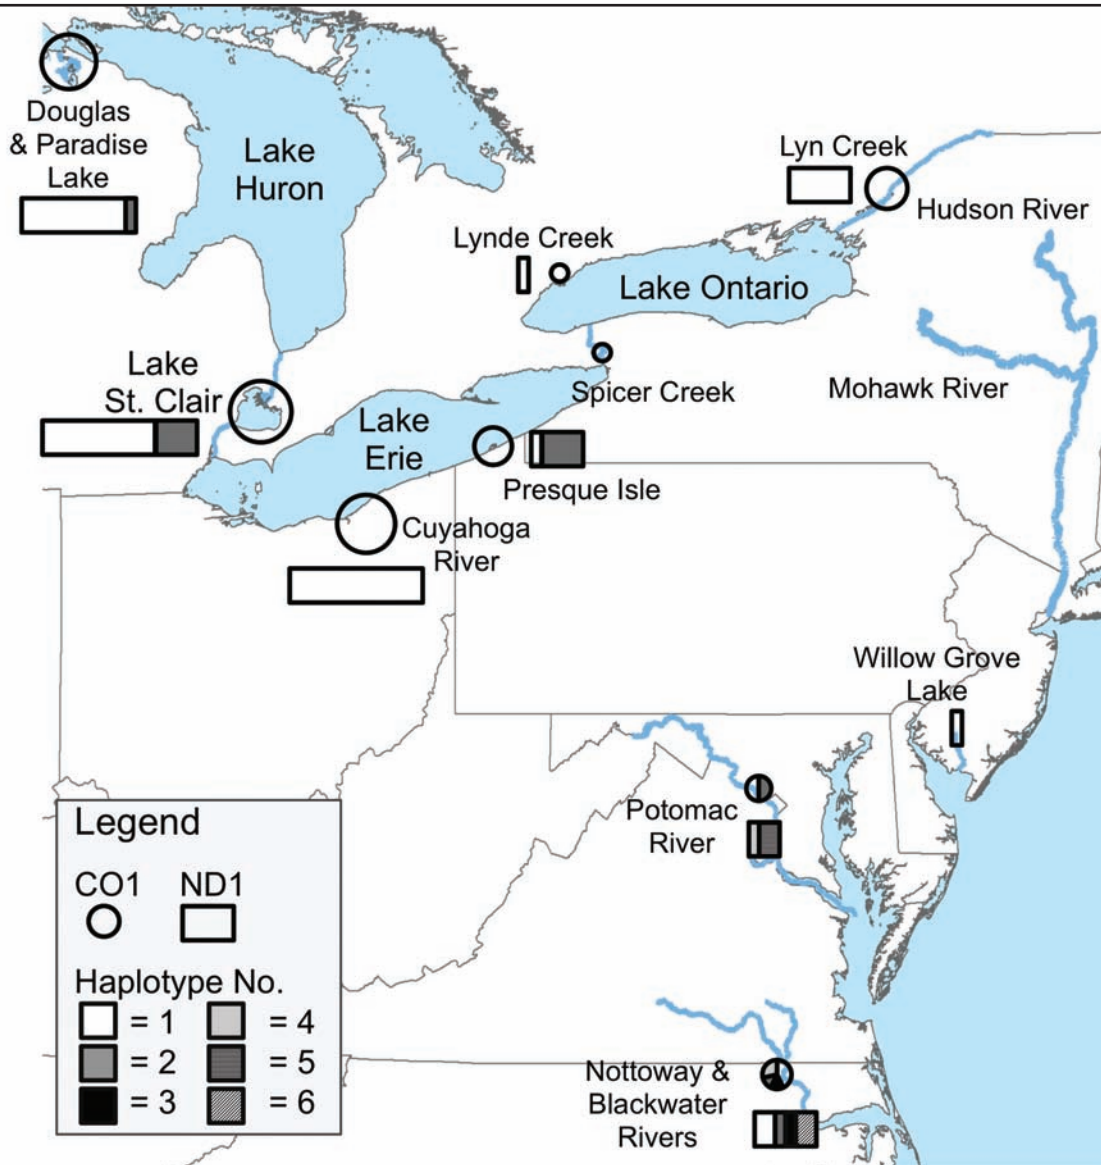 Douglas
& Paradise
Lake
Lake
Huron
Lyn Creek
Hudson River
Lynde Creek
Lake Ontario
Lake
St. Clair
Spicer Creek
Mohawk River
Lake
Erie
Presque Isle
Cuyahoga
River
Willow Grove
Lake
Potomac
River
Legend
CO1 ND1
Haplotype No.
= 1 = 4
= 2 = 5
= 3 = 6
Nottoway &
Blackwater
Rivers